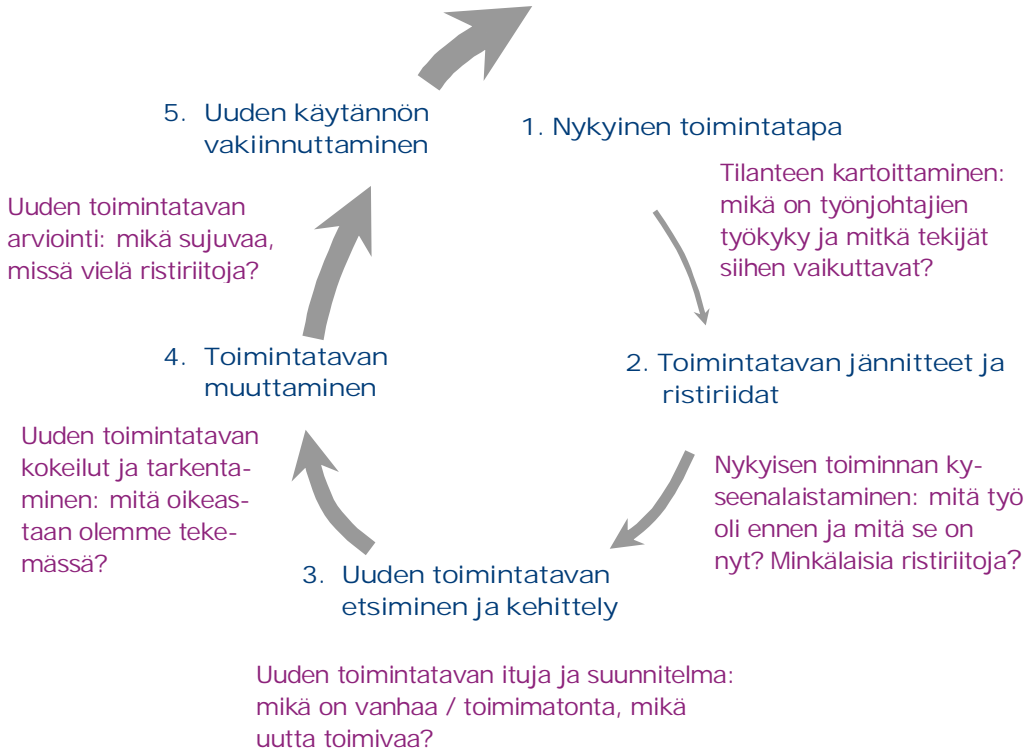 1. Nykyinen toimintatapa
Tilanteen kartoittaminen:
mikä on työnjohtajien
työkyky ja mitkä tekijät
siihen vaikuttavat?
2. Toimintatavan jännitteet ja
ristiriidat
Nykyisen toiminnan ky-
seenalaistaminen: mitä työ
oli ennen ja mitä se on
nyt? Minkälaisia ristiriitoja?
3. Uuden toimintatavan
etsiminen ja kehittely
Uuden toimintatavan ituja ja suunnitelma:
mikä on vanhaa / toimimatonta, mikä
uutta toimivaa?
4. Toimintatavan
muuttaminen
Uuden toimintatavan
kokeilut ja tarkenta-
minen: mitä oikeas-
taan olemme teke-
mässä?
5. Uuden käytännön
vakiinnuttaminen
Uuden toimintatavan
arviointi: mikä sujuvaa,
missä vielä ristiriitoja?